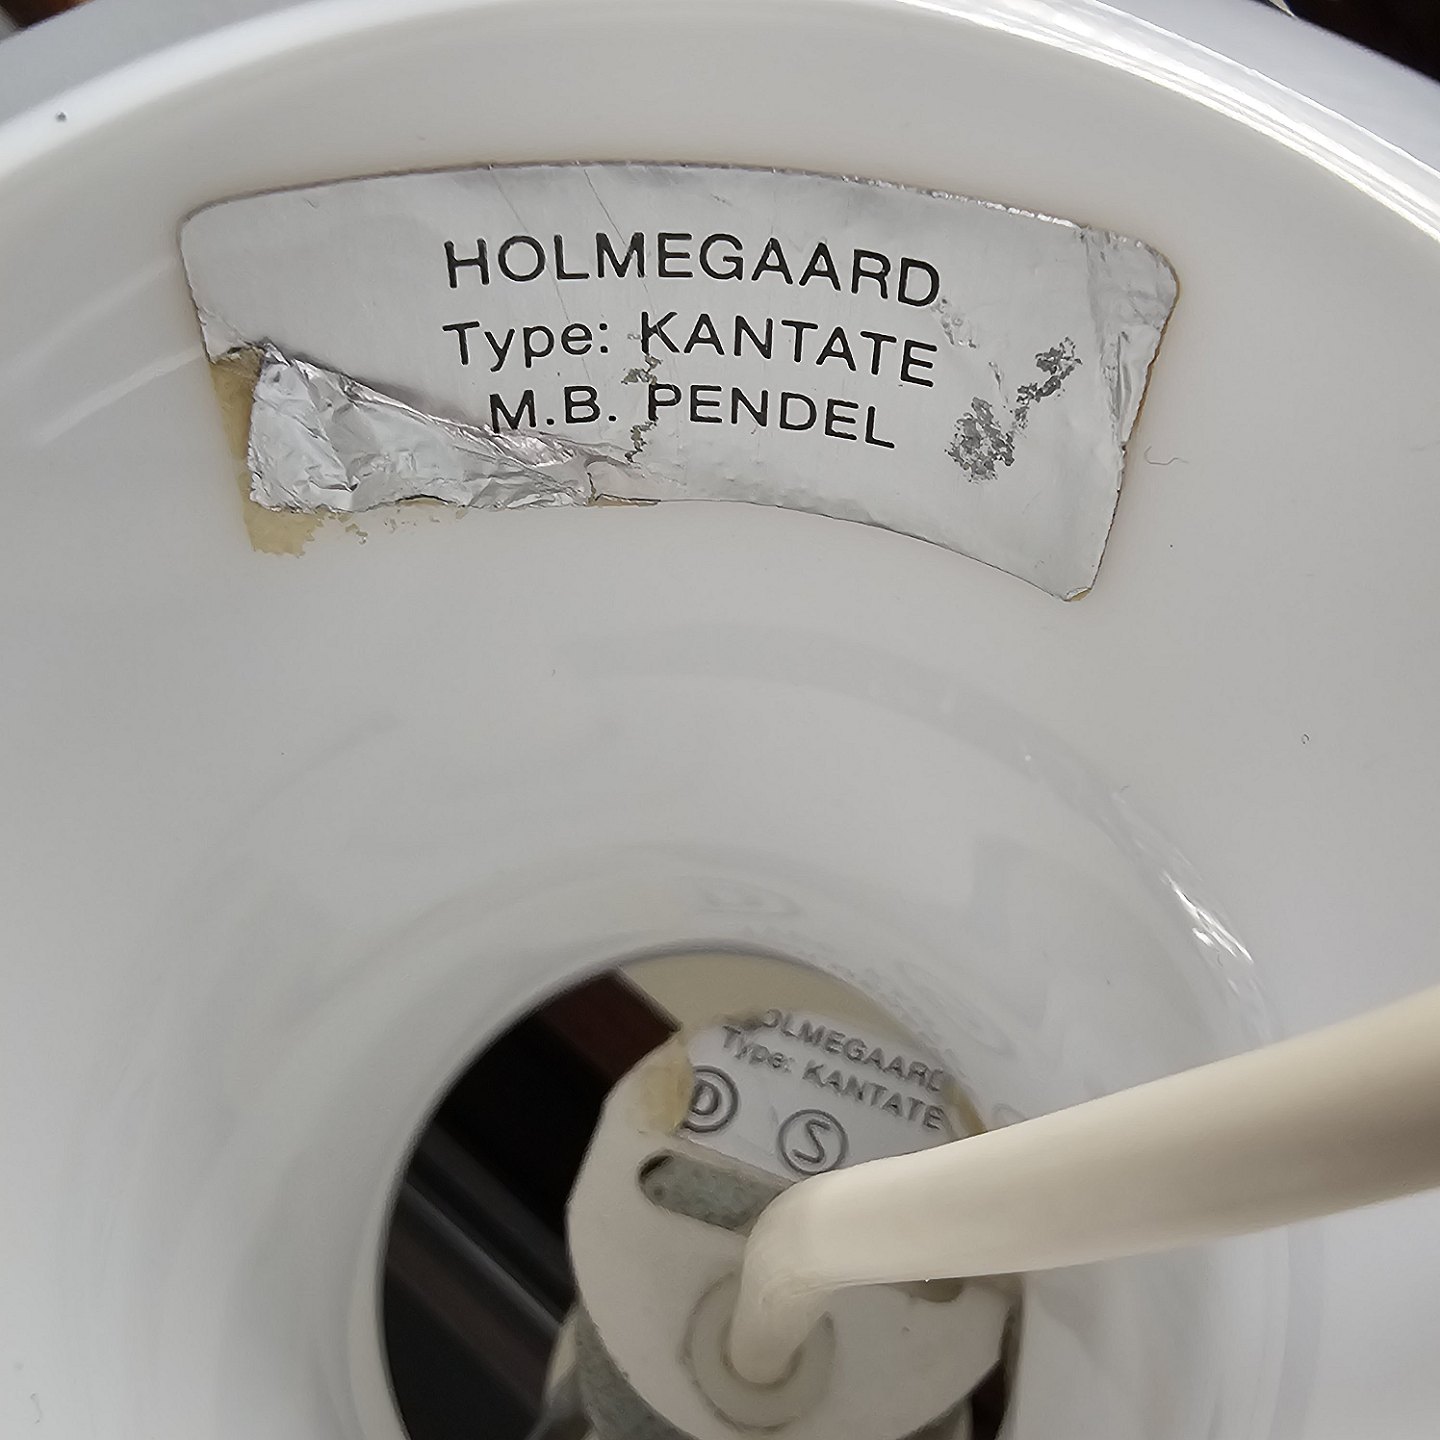 HOLMEGAARD
Type: KANTATE
M.B. PENDEL
OLMEGAARD
Type: KANTATE
D S